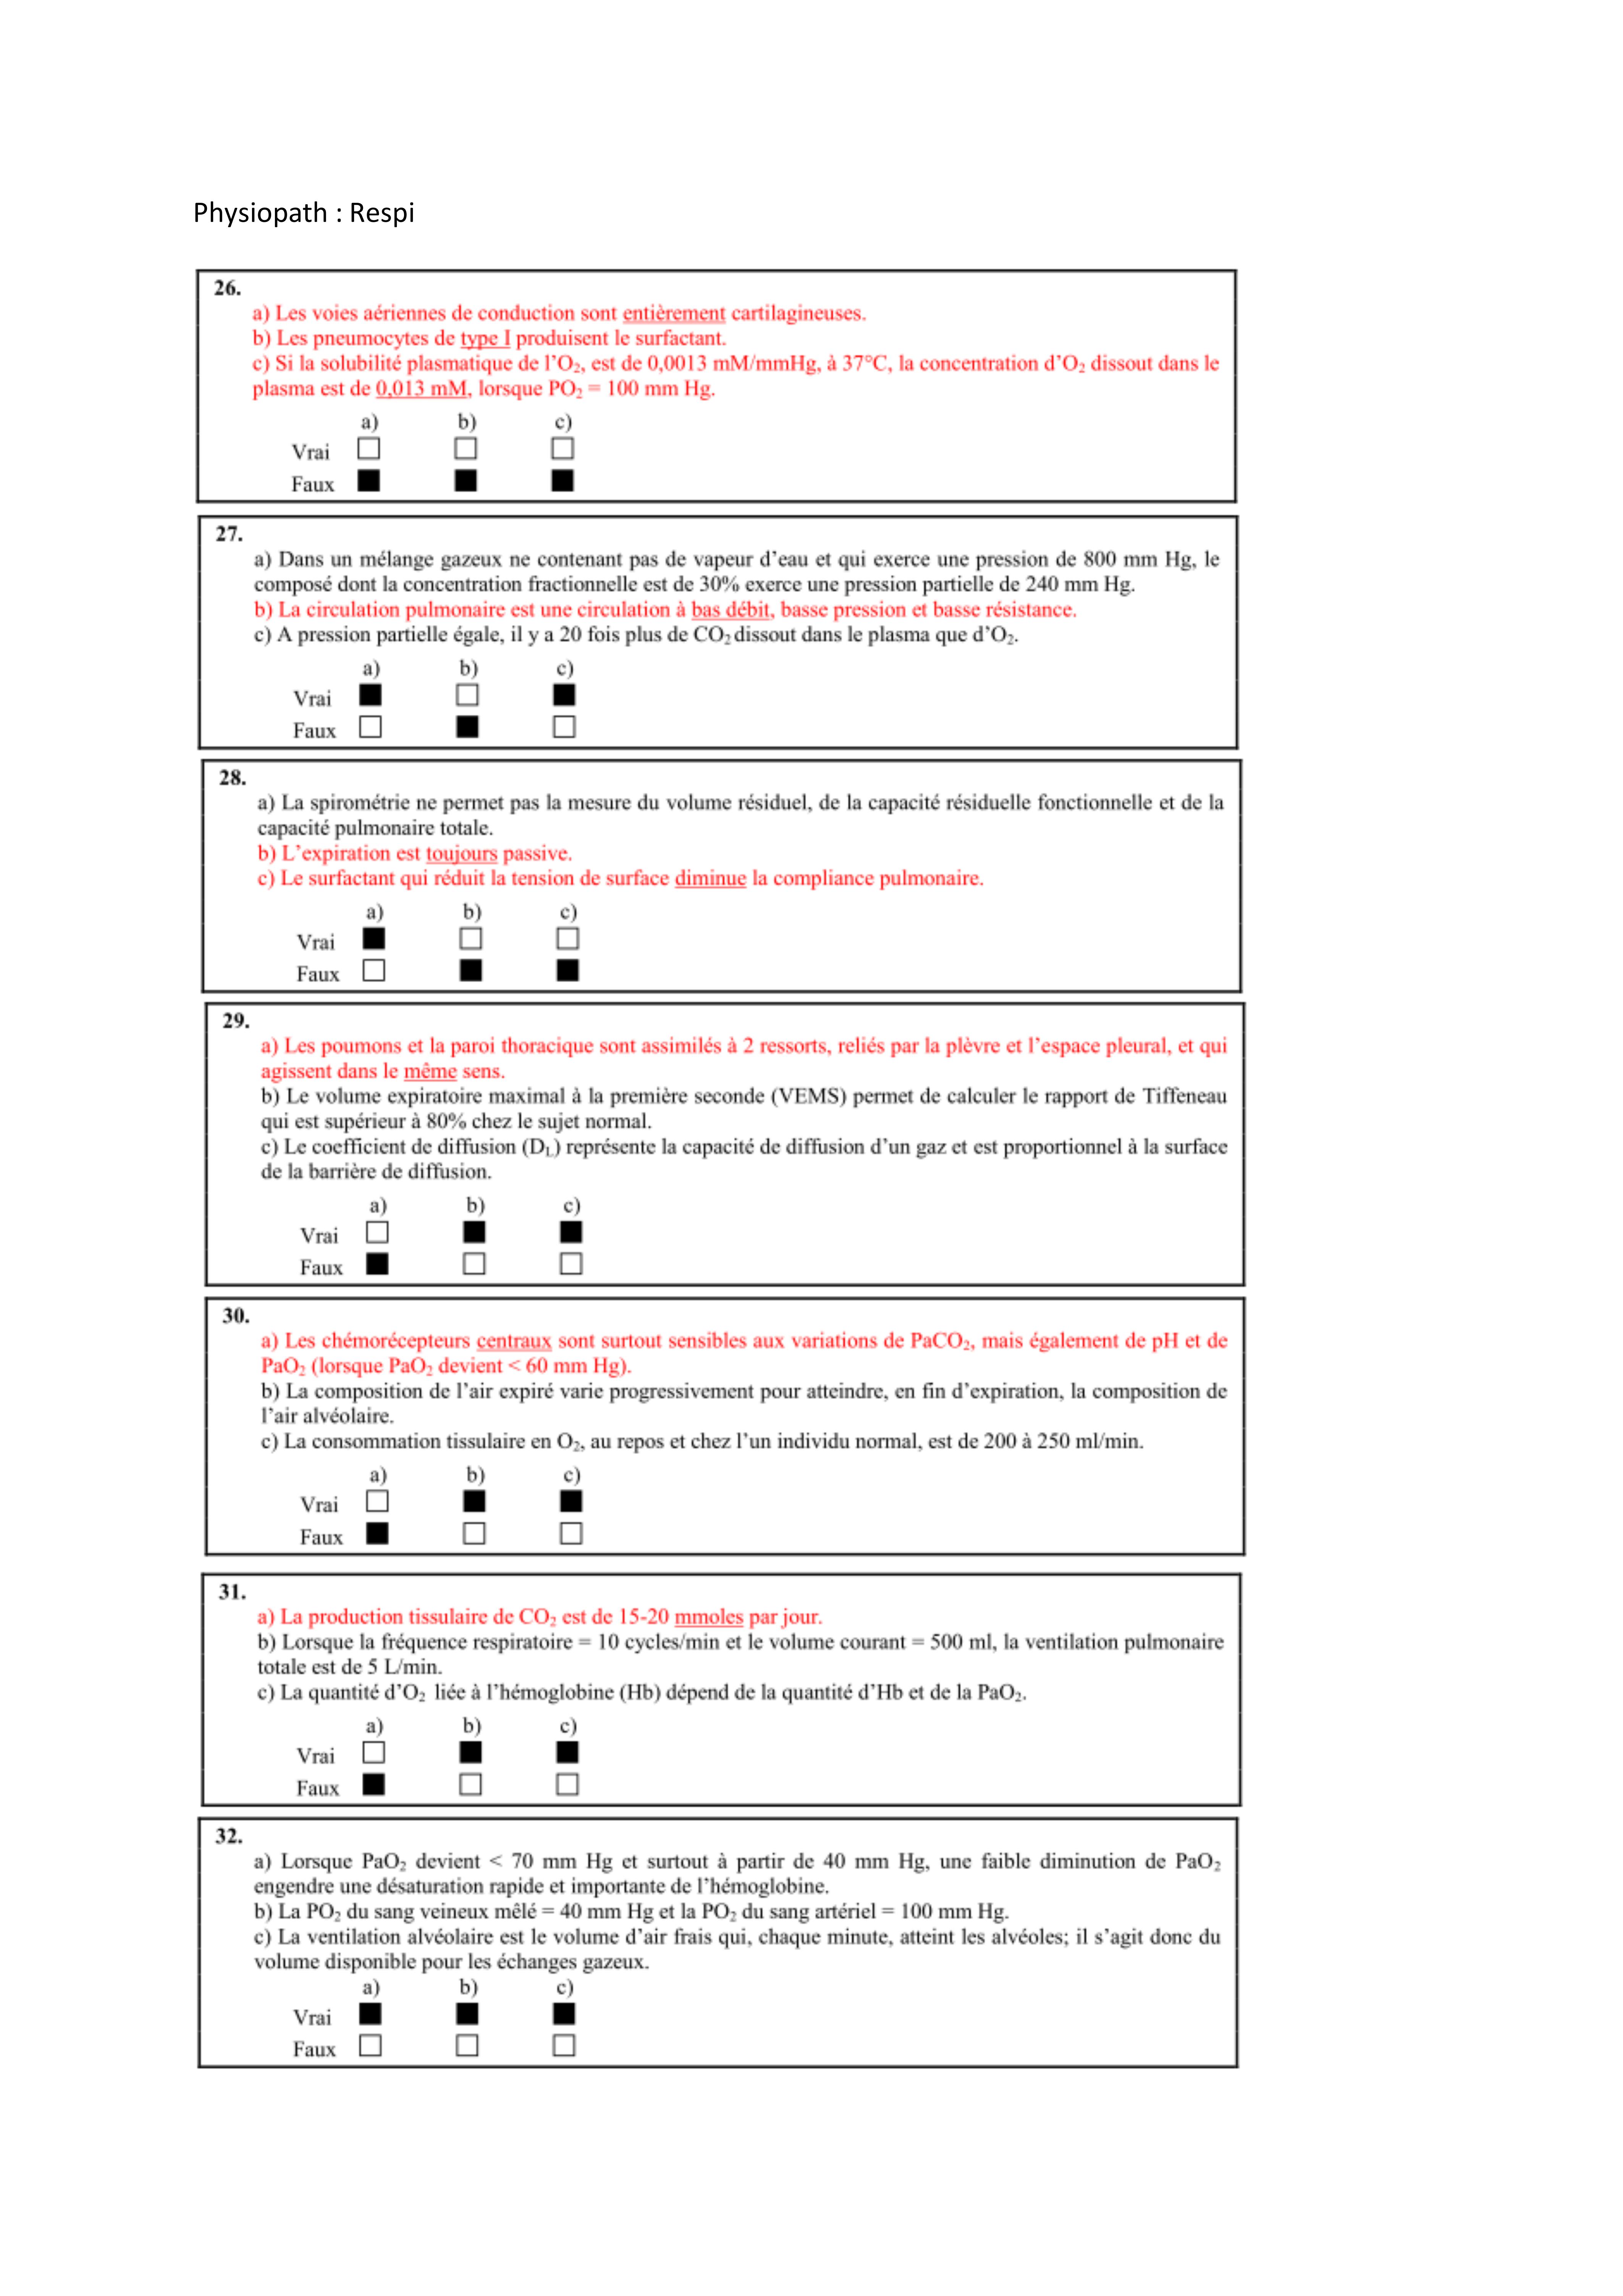 Physiopath : Respi
26.
a) Les voies aériennes de conduction sont entièrement cartilagineuses.
b) Les pneumocytes de type I produisent le surfactant.
c) Si la solubilité plasmatique de l'O₂, est de 0,0013 mM/mmHg, à 37°C, la concentration d'O₂ dissout dans le
plasma est de 0,013 mM, lorsque PO₂ = 100 mm Hg.
a) b) c)
Vrai
Faux
27.
a) Dans un mélange gazeux ne contenant pas de vapeur d'eau et qui exerce une pression de 800 mm Hg, le
composé dont la concentration fractionnelle est de 30% exerce une pression partielle de 240 mm Hg.
b) La circulation pulmonaire est une circulation à bas débit, basse pression et basse résistance.
c) A pression partielle égale, il y a 20 fois plus de CO₂ dissout dans le plasma que d'O₂.
a) b) c)
Vrai
Faux
28.
a) La spirométrie ne permet pas la mesure du volume résiduel, de la capacité résiduelle fonctionnelle et de la
capacité pulmonaire totale.
b) L'expiration est toujours passive.
c) Le surfactant qui réduit la tension de surface diminue la compliance pulmonaire.
a) b) c)
Vrai
Faux
29.
a) Les poumons et la paroi thoracique sont assimilés à 2 ressorts, reliés par la plèvre et l'espace pleural, et qui
agissent dans le même sens.
b) Le volume expiratoire maximal à la première seconde (VEMS) permet de calculer le rapport de Tiffeneau
qui est supérieur à 80% chez le sujet normal.
c) Le coefficient de diffusion (D_L) représente la capacité de diffusion d'un gaz et est proportionnel à la surface
de la barrière de diffusion.
a) b) c)
Vrai
Faux
30.
a) Les chémorécepteurs centraux sont surtout sensibles aux variations de PaCO₂, mais également de pH et de
PaO₂ (lorsque PaO₂ devient < 60 mm Hg).
b) La composition de l'air expiré varie progressivement pour atteindre, en fin d'expiration, la composition de
l'air alvéolaire.
c) La consommation tissulaire en O₂, au repos et chez l'un individu normal, est de 200 à 250 ml/min.
a) b) c)
Vrai
Faux
31.
a) La production tissulaire de CO₂ est de 15-20 mmoles par jour.
b) Lorsque la fréquence respiratoire = 10 cycles/min et le volume courant = 500 ml, la ventilation pulmonaire
totale est de 5 L/min.
c) La quantité d'O₂ liée à l'hémoglobine (Hb) dépend de la quantité d'Hb et de la PaO₂.
a) b) c)
Vrai
Faux
32.
a) Lorsque PaO₂ devient < 70 mm Hg et surtout à partir de 40 mm Hg, une faible diminution de PaO₂
engendre une désaturation rapide et importante de l'hémoglobine.
b) La PO₂ du sang veineux mêlé = 40 mm Hg et la PO₂ du sang artériel = 100 mm Hg.
c) La ventilation alvéolaire est le volume d'air frais qui, chaque minute, atteint les alvéoles; il s'agit donc du
volume disponible pour les échanges gazeux.
a) b) c)
Vrai
Faux